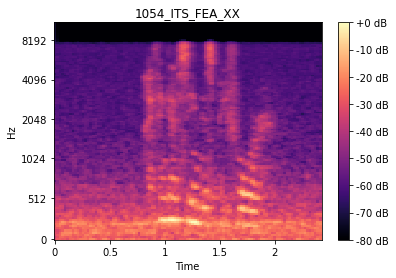 1054_ITS_FEA_XX
+0 dB
8192
-10 dB
4096
-20 dB
-30 dB
2048
-40 dB
Hz
1024
-50 dB
512
-60 dB
-70 dB
0
-80 dB
0 0.5 1 1.5 2
Time